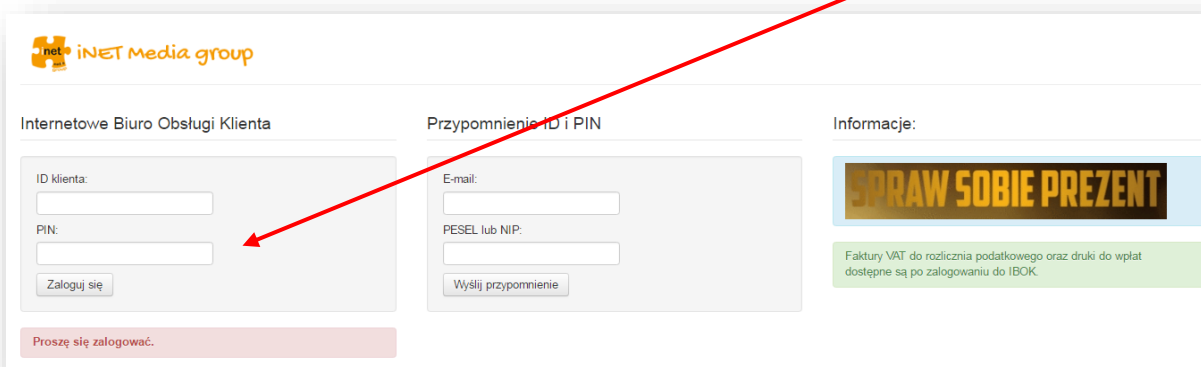 net
iNET Media group
Internetowe Biuro Obsługi Klienta
ID klienta:
PIN:
Zaloguj się
Proszę się zalogować.
Przypomnienie ID i PIN
E-mail:
PESEL lub NIP:
Wyślij przypomnienie
Informacje:
SPRAW SOBIE PREZENT
Faktury VAT do rozlicznia podatkowego oraz druki do wpłat
dostępne są po zalogowaniu do IBOK.